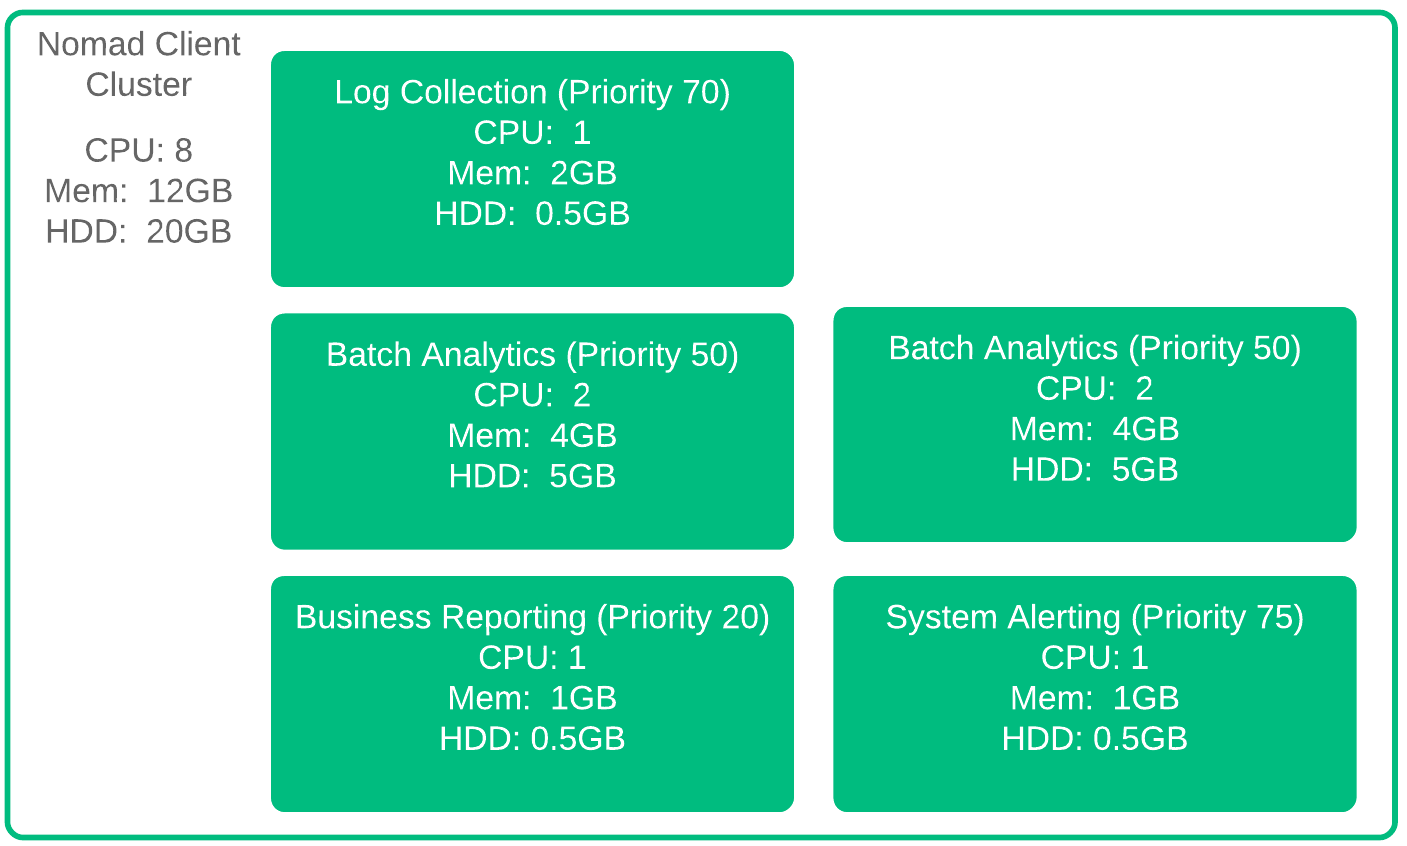 Nomad Client
Cluster
CPU: 8
Mem:  12GB
HDD:  20GB
Log Collection (Priority 70)
CPU:  1
Mem:  2GB
HDD:  0.5GB
Batch Analytics (Priority 50)
CPU:  2
Mem:  4GB
HDD:  5GB
Batch Analytics (Priority 50)
CPU:  2
Mem:  4GB
HDD:  5GB
Business Reporting (Priority 20)
CPU: 1
Mem:  1GB
HDD: 0.5GB
System Alerting (Priority 75)
CPU: 1
Mem:  1GB
HDD: 0.5GB